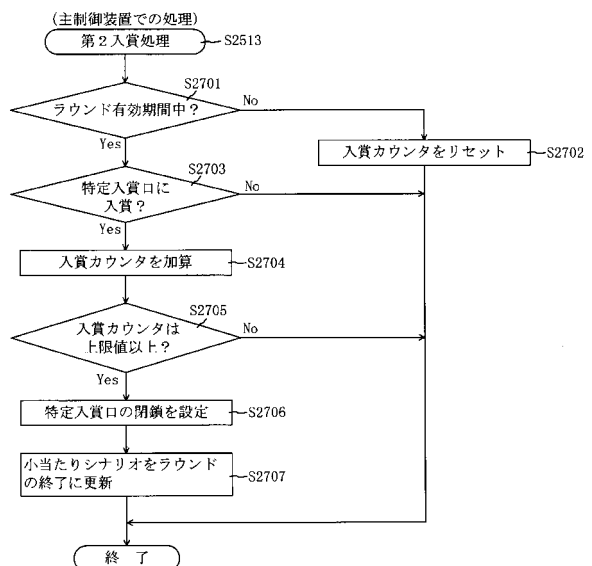 (主制御装置での処理)
第2入賞処理
S2513
S2701
ラウンド有効期間中?
No
Yes
入賞カウンタをリセット
S2702
S2703
特定入賞口に
入賞?
No
Yes
入賞カウンタを加算
S2704
S2705
入賞カウンタは
上限値以上?
No
Yes
特定入賞口の閉鎖を設定
S2706
小当たりシナリオをラウンド
の終了に更新
S2707
終 了